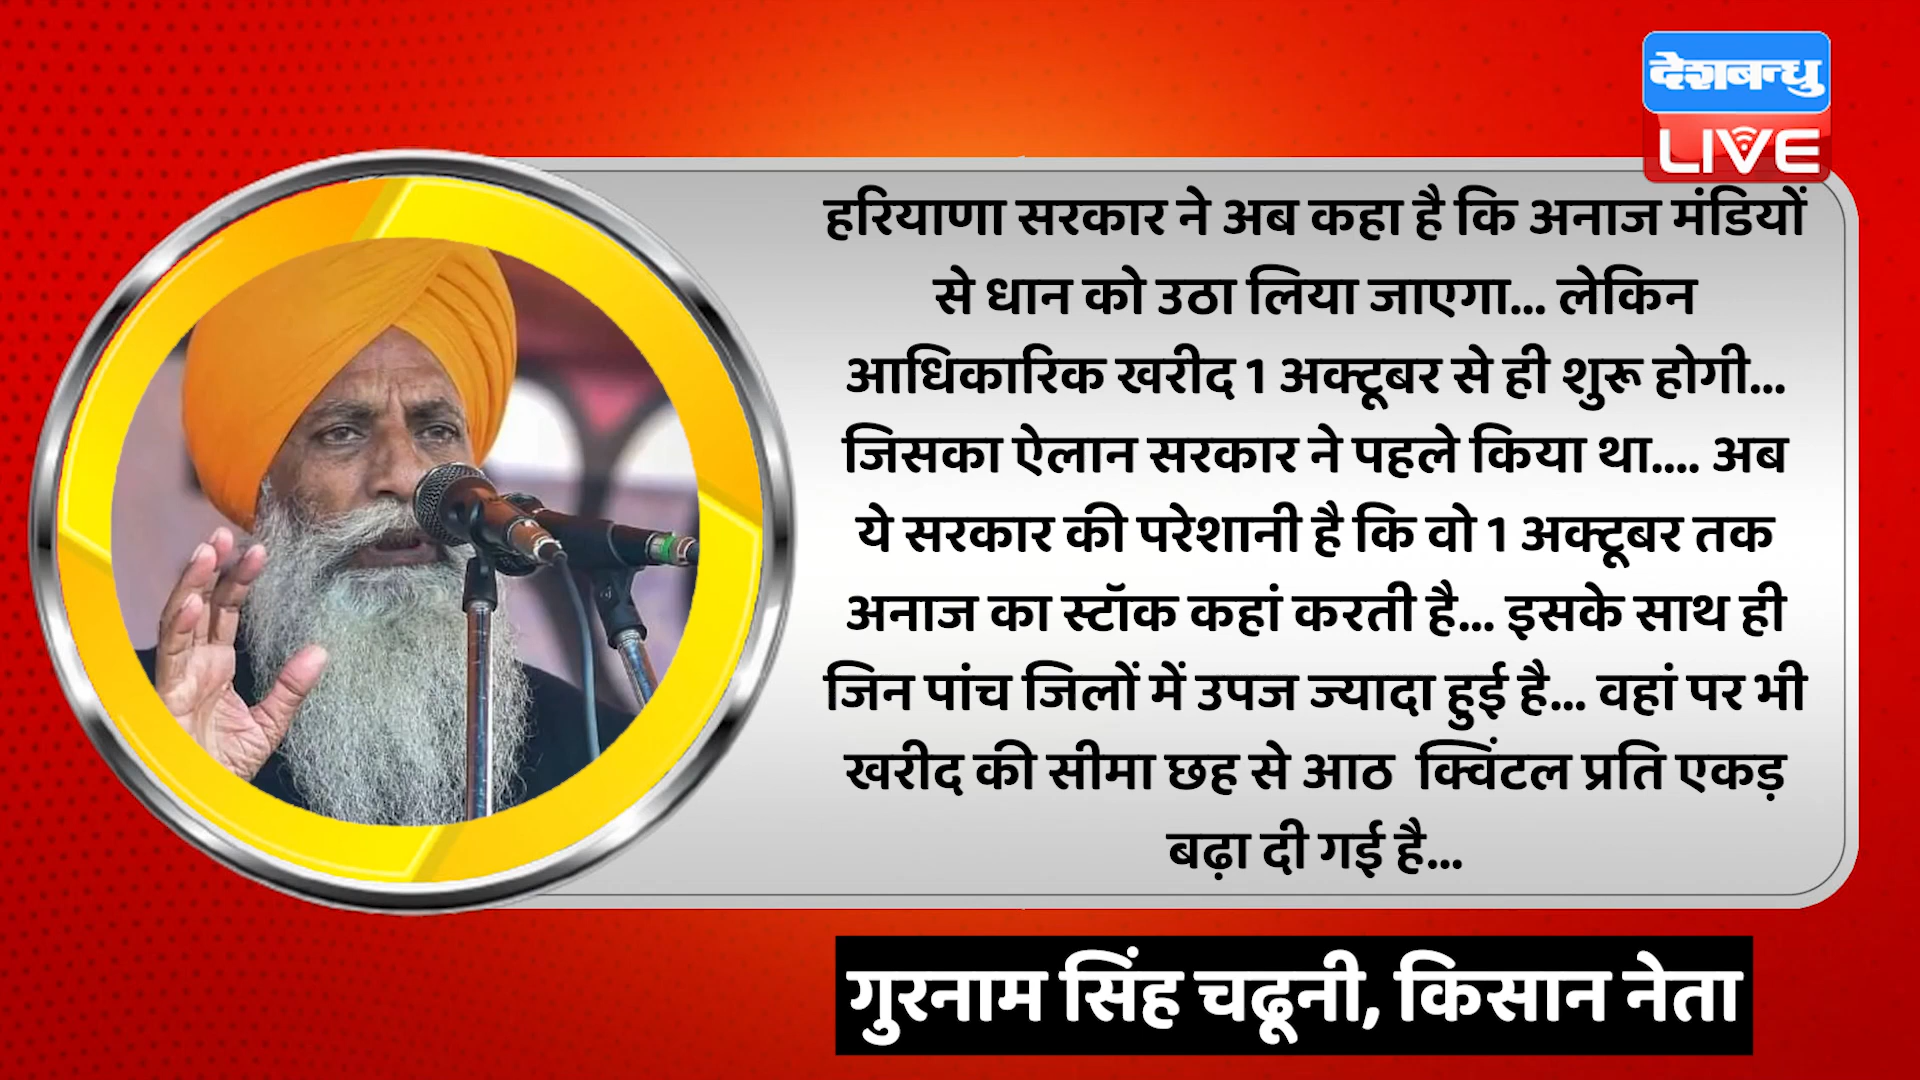 देशबन्धु
LIVE
हरियाणा सरकार ने अब कहा है कि अनाज मंडियों
से धान को उठा लिया जाएगा... लेकिन
आधिकारिक खरीद 1 अक्टूबर से ही शुरू होगी...
जिसका ऐलान सरकार ने पहले किया था.... अब
ये सरकार की परेशानी है कि वो 1 अक्टूबर तक
अनाज का स्टॉक कहां करती है... इसके साथ ही
जिन पांच जिलों में उपज ज्यादा हुई है... वहां पर भी
खरीद की सीमा छह से आठ क्विंटल प्रति एकड़
बढ़ा दी गई है...
गुरनाम सिंह चढूनी, किसान नेता